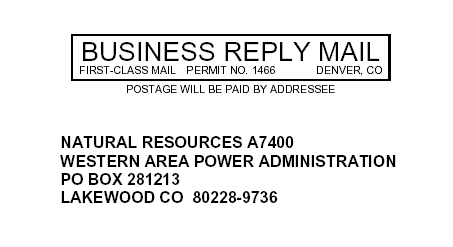 BUSINESS REPLY MAIL
FIRST-CLASS MAIL PERMIT NO. 1466 DENVER, CO
POSTAGE WILL BE PAID BY ADDRESSEE
NATURAL RESOURCES A7400
WESTERN AREA POWER ADMINISTRATION
PO BOX 281213
LAKEWOOD CO 80228-9736